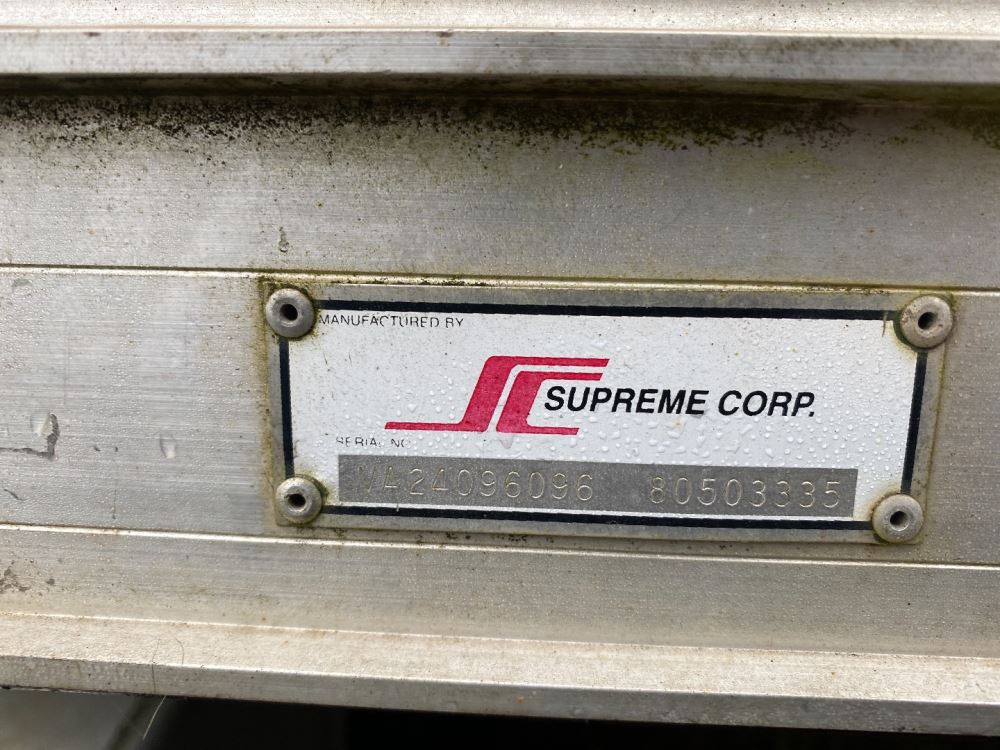 MANUFACTURED BY
SUPREME CORP.
SERIAL NO
VA24096096 80503335